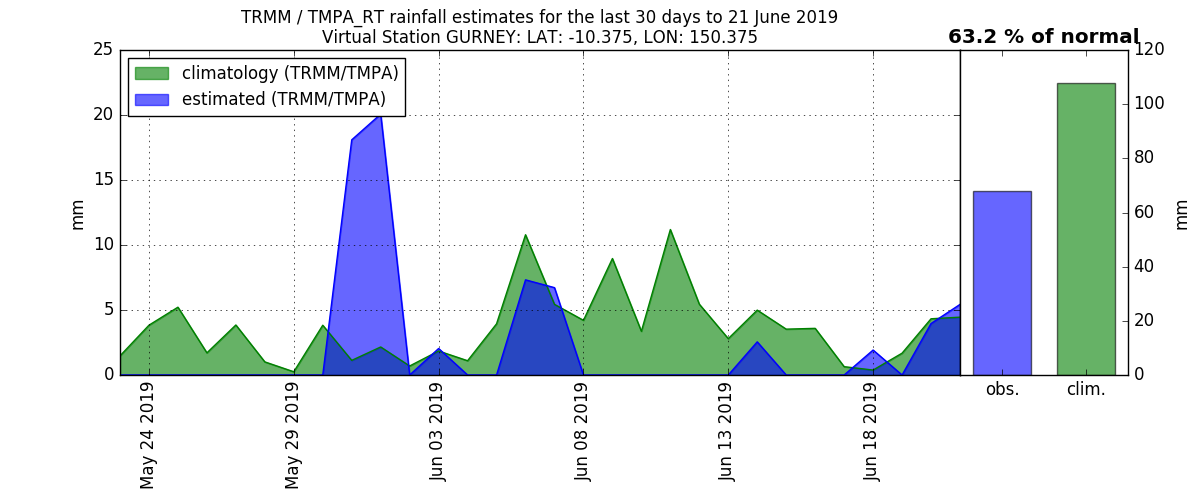 TRMM / TMPA_RT rainfall estimates for the last 30 days to 21 June 2019
Virtual Station GURNEY: LAT: -10.375, LON: 150.375
63.2 % of normal
climatology (TRMM/TMPA)
estimated (TRMM/TMPA)
25
20
15
10
5
0
mm
May 24 2019
May 29 2019
Jun 03 2019
Jun 08 2019
Jun 13 2019
Jun 18 2019
120
100
80
60
40
20
0
mm
obs.
clim.